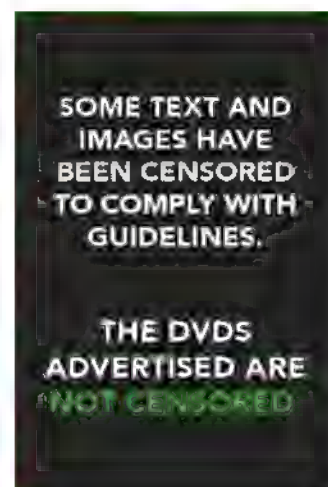 SOME TEXT AND
IMAGES HAVE
BEEN CENSORED
TO COMPLY WITH
GUIDELINES.
THE DVDS
ADVERTISED ARE
NOT CENSORED